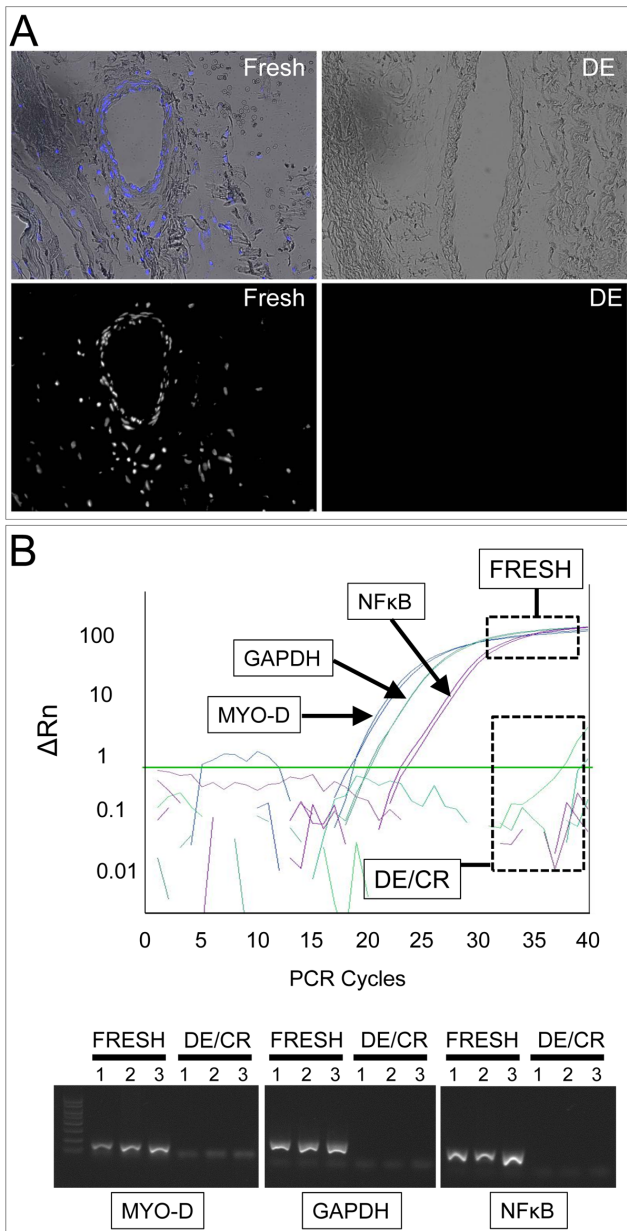 A
Fresh
DE
Fresh
DE
B
FRESH
NFκB
GAPDH
MYO-D
DE/CR
ΔRn
100
10
1
0.1
0.01
0 5 10 15 20 25 30 35 40
PCR Cycles
FRESH DE/CR FRESH DE/CR FRESH DE/CR
1 2 3 1 2 3 1 2 3 1 2 3 1 2 3 1 2 3
MYO-D GAPDH NFκB